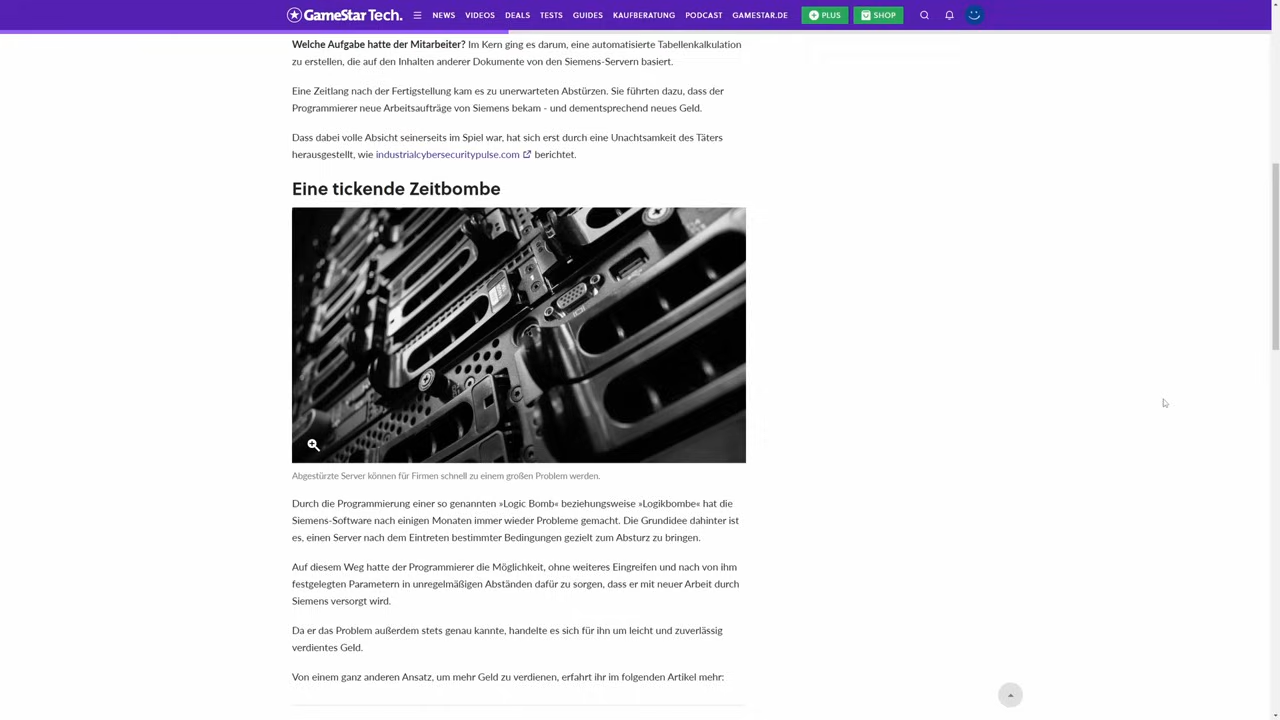 GameStar Tech.
NEWS VIDEOS DEALS TESTS GUIDES KAUFBERATUNG PODCAST GAMESTAR.DE PLUS SHOP
Welche Aufgabe hatte der Mitarbeiter? Im Kern ging es darum, eine automatisierte Tabellenkalkulation
zu erstellen, die auf den Inhalten anderer Dokumente von den Siemens-Servern basiert.
Eine Zeitlang nach der Fertigstellung kam es zu unerwarteten Abstürzen. Sie führten dazu, dass der
Programmierer neue Arbeitsaufträge von Siemens bekam - und dementsprechend neues Geld.
Dass dabei volle Absicht seinerseits im Spiel war, hat sich erst durch eine Unachtsamkeit des Täters
herausgestellt, wie industrialcybersecuritypulse.com berichtet.
Eine tickende Zeitbombe
Abgestürzte Server können für Firmen schnell zu einem großen Problem werden.
Durch die Programmierung einer so genannten »Logic Bomb« beziehungsweise »Logikbombe« hat die
Siemens-Software nach einigen Monaten immer wieder Probleme gemacht. Die Grundidee dahinter ist
es, einen Server nach dem Eintreten bestimmter Bedingungen gezielt zum Absturz zu bringen.
Auf diesem Weg hatte der Programmierer die Möglichkeit, ohne weiteres Eingreifen und nach von ihm
festgelegten Parametern in unregelmäßigen Abständen dafür zu sorgen, dass er mit neuer Arbeit durch
Siemens versorgt wird.
Da er das Problem außerdem stets genau kannte, handelte es sich für ihn um leicht und zuverlässig
verdientes Geld.
Von einem ganz anderen Ansatz, um mehr Geld zu verdienen, erfahrt ihr im folgenden Artikel mehr: